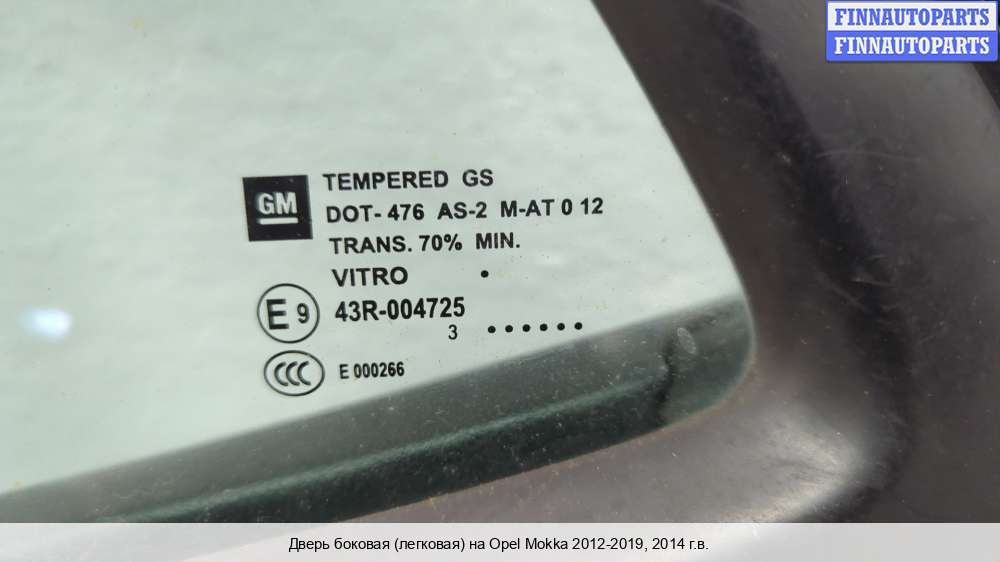 FINNAUTOPARTS
FINNAUTOPARTS
GM
TEMPERED GS
DOT- 476 AS-2 M-AT 0 12
TRANS. 70% MIN.
VITRO
E 9
43R-004725
3
CCC
E 000266
Дверь боковая (легковая) на Opel Mokka 2012-2019, 2014 г.в.